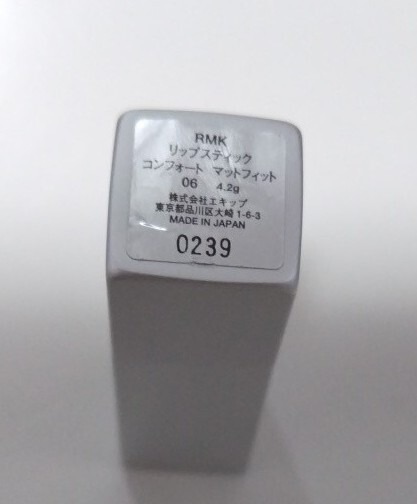 RMK
リップスティック
コンフォート マットフィット
06 4.2g
株式会社エキップ
東京都品川区大崎1-6-3
MADE IN JAPAN
0239